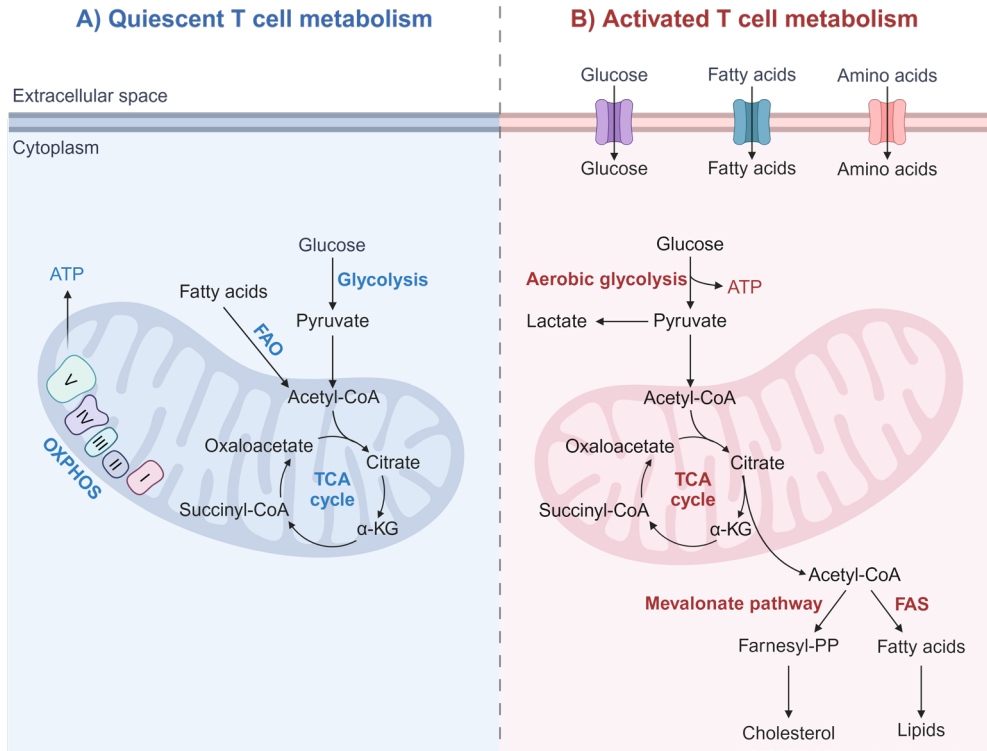 A) Quiescent T cell metabolism
Extracellular space
Cytoplasm
Glucose
Glycolysis
ATP
Fatty acids
FAO
Pyruvate
V
IV
III
II
I
OXPHOS
Acetyl-CoA
Oxaloacetate
Citrate
TCA
cycle
Succinyl-CoA
α-KG
B) Activated T cell metabolism
Glucose
Fatty acids
Amino acids
Glucose
Fatty acids
Amino acids
Glucose
Aerobic glycolysis
ATP
Lactate
Pyruvate
Acetyl-CoA
Oxaloacetate
Citrate
TCA
cycle
Succinyl-CoA
α-KG
Acetyl-CoA
Mevalonate pathway
FAS
Farnesyl-PP
Fatty acids
Cholesterol
Lipids